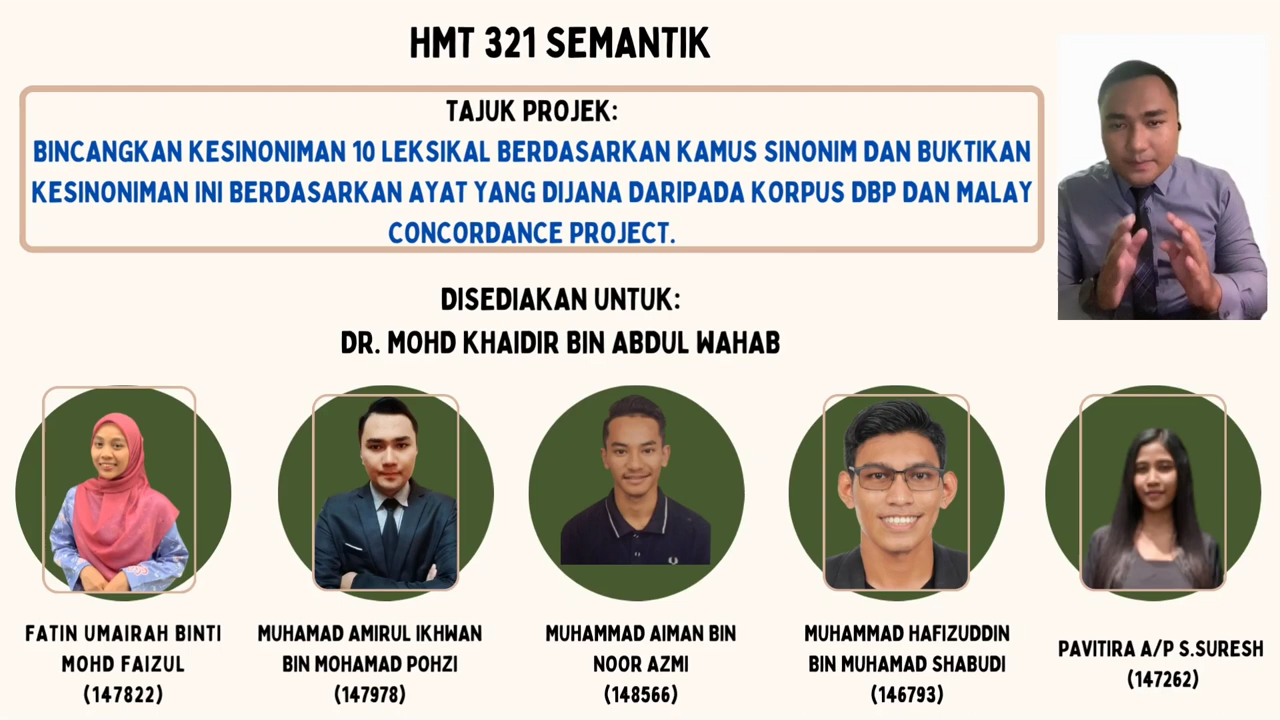 HMT 321 SEMANTIK
TAJUK PROJEK:
BINCANGKAN KESINONIMAN 10 LEKSIKAL BERDASARKAN KAMUS SINONIM DAN BUKTIKAN
KESINONIMAN INI BERDASARKAN AYAT YANG DIJANA DARIPADA KORPUS DBP DAN MALAY
CONCORDANCE PROJECT.
DISEDIAKAN UNTUK:
DR. MOHD KHAIDIR BIN ABDUL WAHAB
FATIN UMAIRAH BINTI
MOHD FAIZUL
(147822)
MUHAMAD AMIRUL IKHWAN
BIN MOHAMAD POHZI
(147978)
MUHAMMAD AIMAN BIN
NOOR AZMI
(148566)
MUHAMMAD HAFIZUDDIN
BIN MUHAMAD SHABUDI
(146793)
PAVITIRA A/P S.SURESH
(147262)